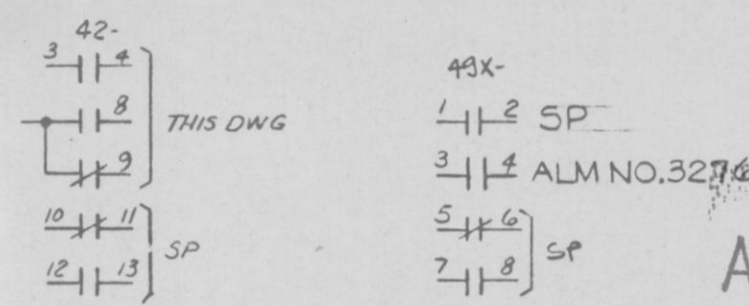 42-
3 4
8
THIS DWG
9
10 11
SP
12 13
49X-
1 2 SP
3 4 ALM NO.
5 6
SP
7 8
A